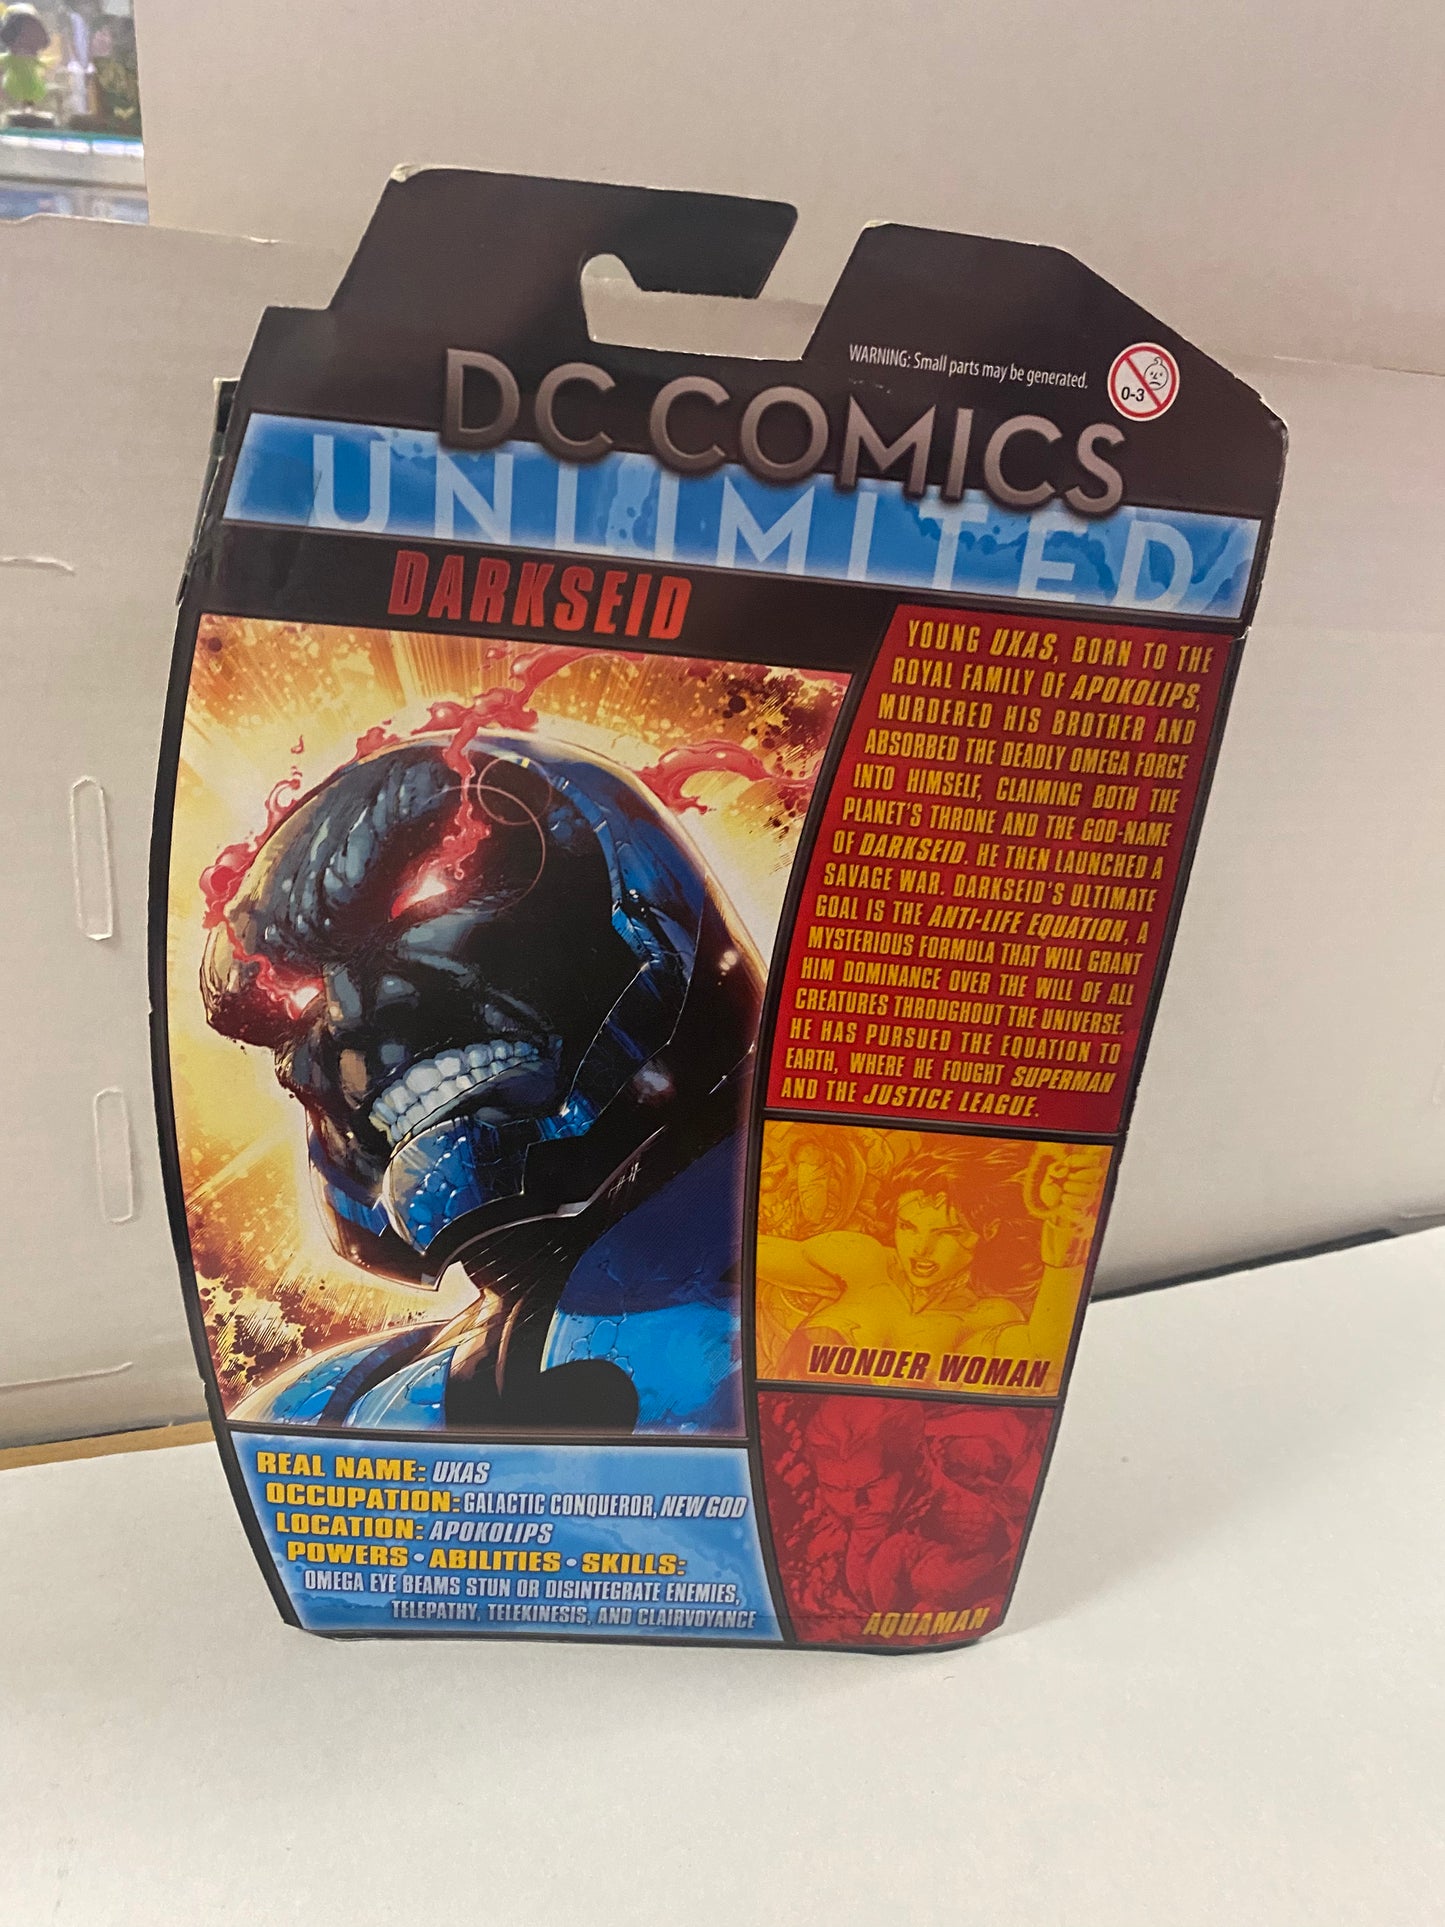 WARNING: Small parts may be generated.
0-3
DC COMICS
UNLIMITED
DARKSEID
YOUNG UXAS, BORN TO THE
ROYAL FAMILY OF APOKOLIPS,
MURDERED HIS BROTHER AND
ABSORBED THE DEADLY OMEGA FORCE
INTO HIMSELF, CLAIMING BOTH THE
PLANET'S THRONE AND THE GOD-NAME
OF DARKSEID. HE THEN LAUNCHED A
SAVAGE WAR. DARKSEID'S ULTIMATE
GOAL IS THE ANTI-LIFE EQUATION, A
MYSTERIOUS FORMULA THAT WILL GRANT
HIM DOMINANCE OVER THE WILL OF ALL
CREATURES THROUGHOUT THE UNIVERSE.
HE HAS PURSUED THE EQUATION TO
EARTH, WHERE HE FOUGHT SUPERMAN
AND THE JUSTICE LEAGUE.
WONDER WOMAN
AQUAMAN
REAL NAME: UXAS
OCCUPATION: GALACTIC CONQUEROR, NEW GOD
LOCATION: APOKOLIPS
POWERS • ABILITIES • SKILLS:
OMEGA EYE BEAMS STUN OR DISINTEGRATE ENEMIES,
TELEPATHY, TELEKINESIS, AND CLAIRVOYANCE